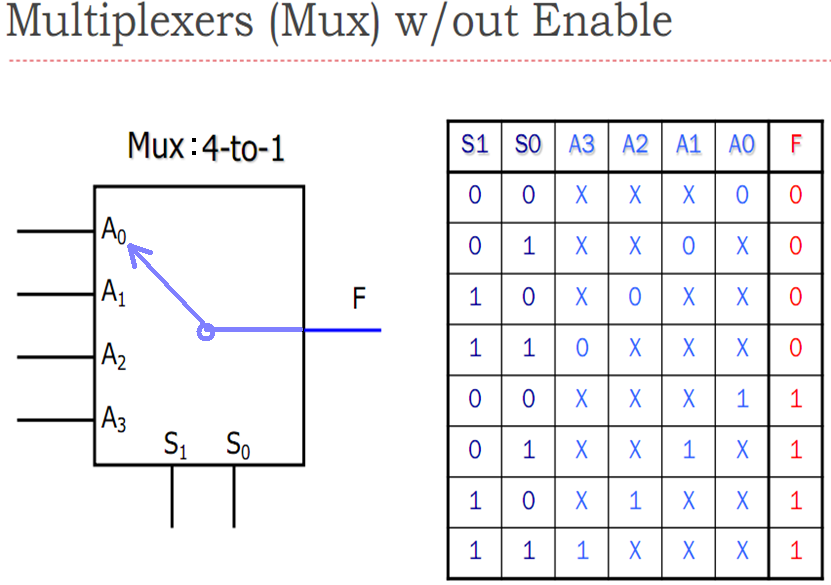 Multiplexers (Mux) w/out Enable
Mux:4-to-1
A0
A1
A2
A3
S1 S0
F
S1 S0 A3 A2 A1 A0 F
0 0 X X X 0 0
0 1 X X 0 X 0
1 0 X 0 X X 0
1 1 0 X X X 0
0 0 X X X 1 1
0 1 X X 1 X 1
1 0 X 1 X X 1
1 1 1 X X X 1